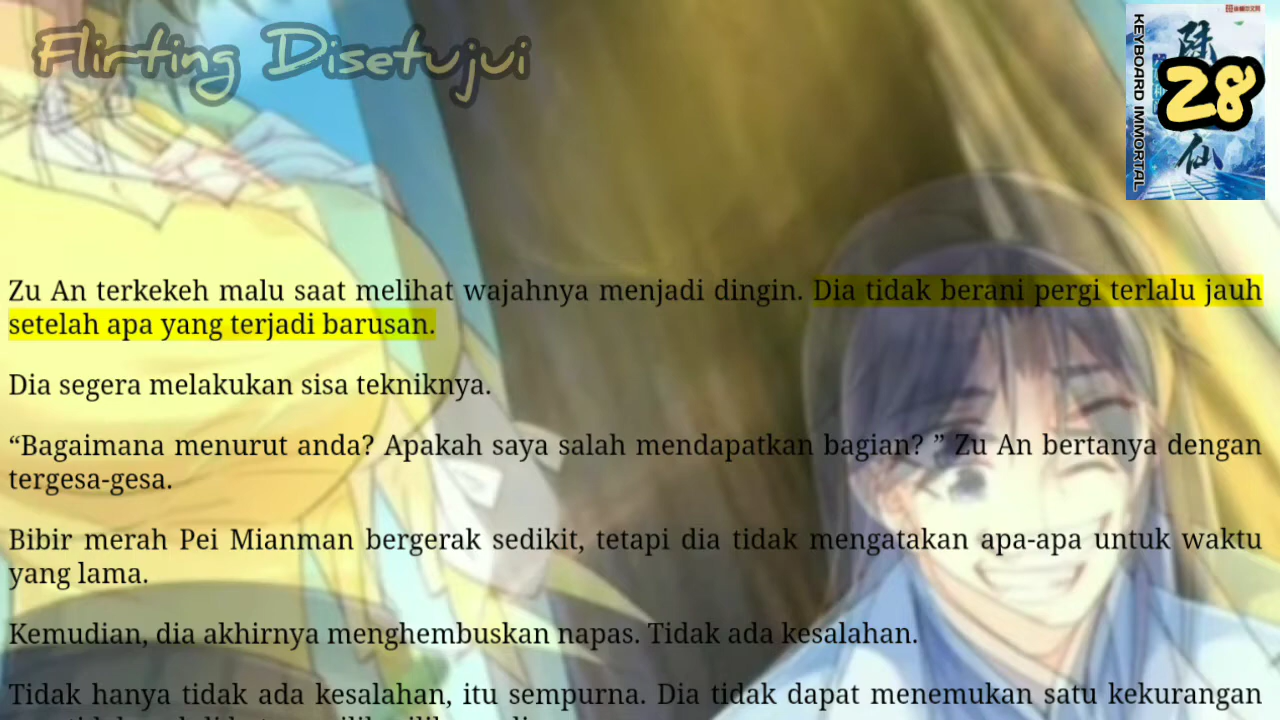 Flirting Disetujui
KEYBOARD IMMORTAL
28
仙
Zu An terkekeh malu saat melihat wajahnya menjadi dingin. Dia tidak berani pergi terlalu jauh
setelah apa yang terjadi barusan.
Dia segera melakukan sisa tekniknya.
“Bagaimana menurut anda? Apakah saya salah mendapatkan bagian? ” Zu An bertanya dengan
tergesa-gesa.
Bibir merah Pei Mianman bergerak sedikit, tetapi dia tidak mengatakan apa-apa untuk waktu
yang lama.
Kemudian, dia akhirnya menghembuskan napas. Tidak ada kesalahan.
Tidak hanya tidak ada kesalahan, itu sempurna. Dia tidak dapat menemukan satu kekurangan